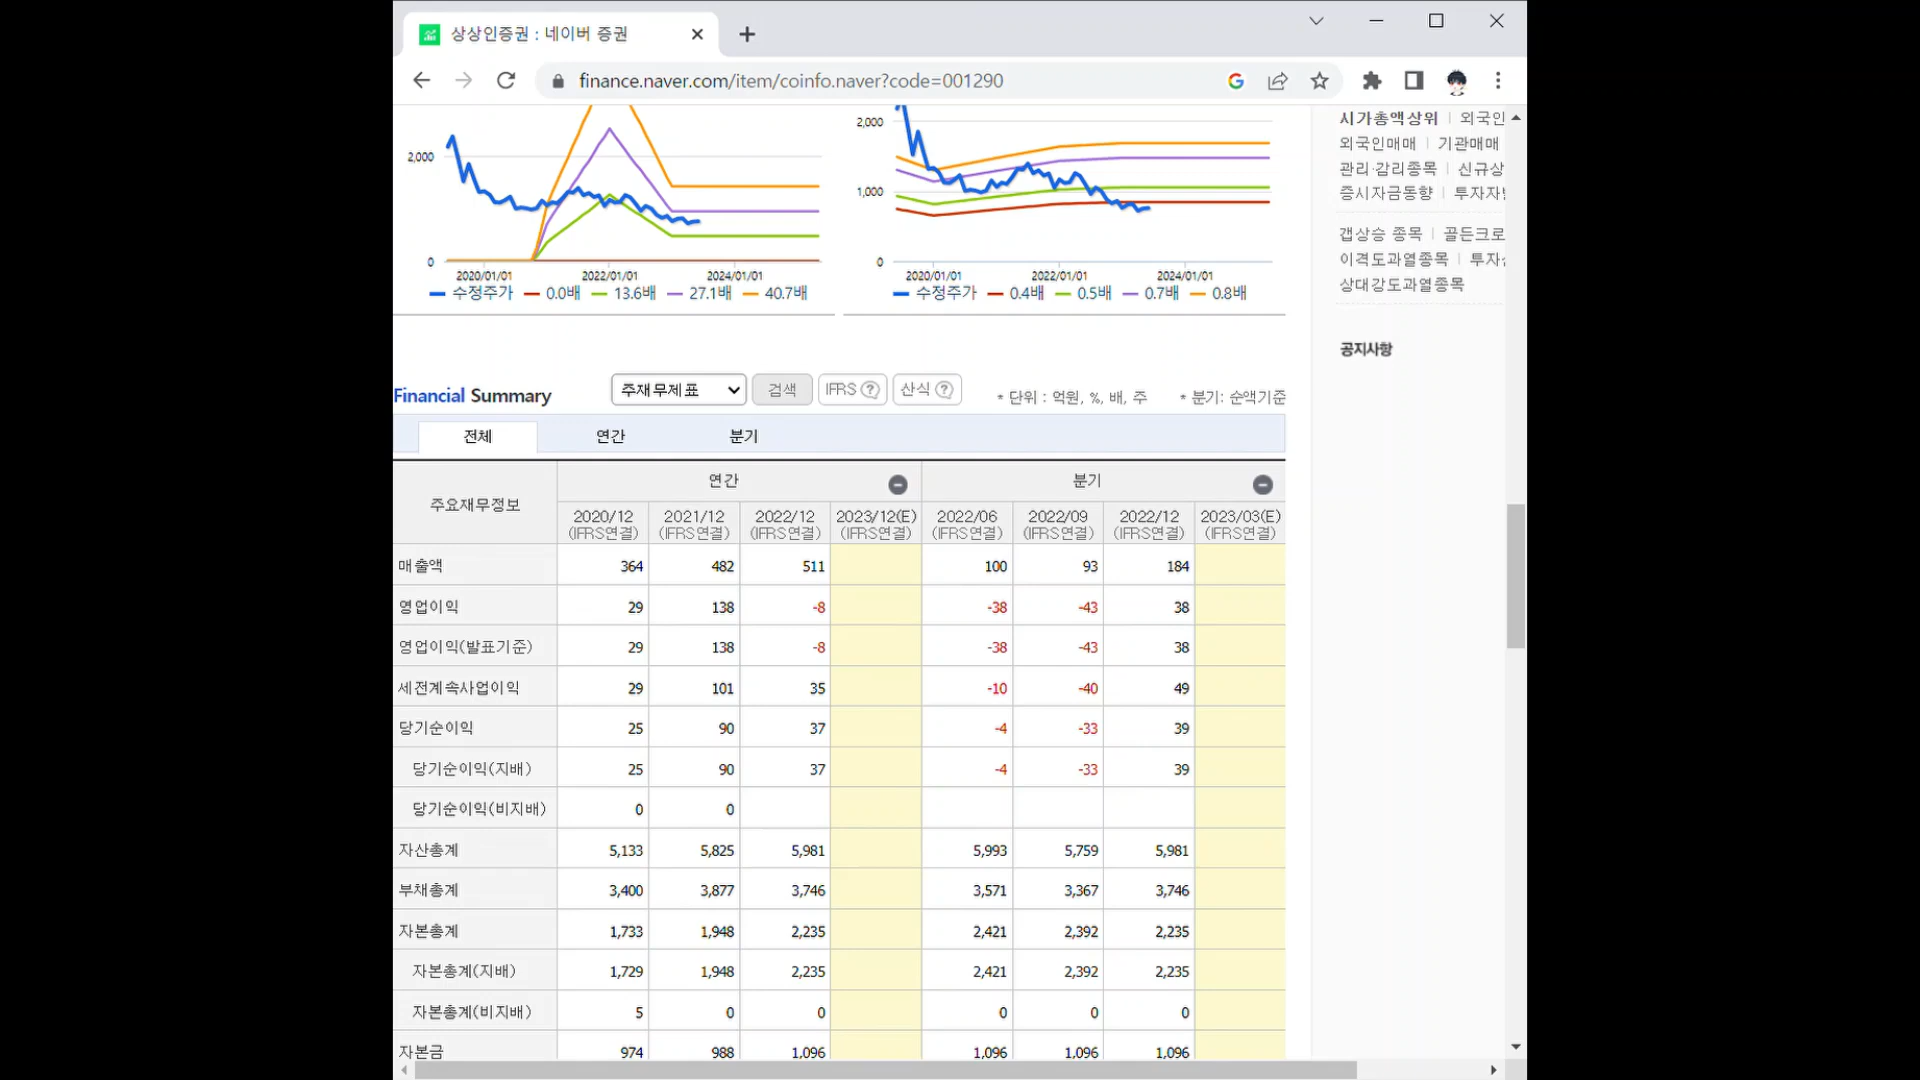 상상인증권 : 네이버 증권
finance.naver.com/item/coinfo.naver?code=001290
2,000
0
2020/01/01 2022/01/01 2024/01/01
수정주가 0.0배 13.6배 27.1배 40.7배
2,000
1,000
0
2020/01/01 2022/01/01 2024/01/01
수정주가 0.4배 0.5배 0.7배 0.8배
시가총액상위 외국인
외국인매매 기관매매
관리·감리종목 신규상
증시자금동향 투자자
갭상승 종목 골든크로
이격도과열종목 투자
상대강도과열종목
공지사항
Financial Summary 주재무제표 검색 IFRS ? 산식 ? * 단위 : 억원, %, 배, 주 * 분기: 순액기준
전체 연간 분기
주요재무정보 연간 분기
2020/12 2021/12 2022/12 2023/12(E) 2022/06 2022/09 2022/12 2023/03(E)
(IFRS연결) (IFRS연결) (IFRS연결) (IFRS연결) (IFRS연결) (IFRS연결) (IFRS연결) (IFRS연결)
매출액 364 482 511 100 93 184
영업이익 29 138 -8 -38 -43 38
영업이익(발표기준) 29 138 -8 -38 -43 38
세전계속사업이익 29 101 35 -10 -40 49
당기순이익 25 90 37 -4 -33 39
당기순이익(지배) 25 90 37 -4 -33 39
당기순이익(비지배) 0 0
자산총계 5,133 5,825 5,981 5,993 5,759 5,981
부채총계 3,400 3,877 3,746 3,571 3,367 3,746
자본총계 1,733 1,948 2,235 2,421 2,392 2,235
자본총계(지배) 1,729 1,948 2,235 2,421 2,392 2,235
자본총계(비지배) 5 0 0 0 0 0
자본금 974 988 1,096 1,096 1,096 1,096